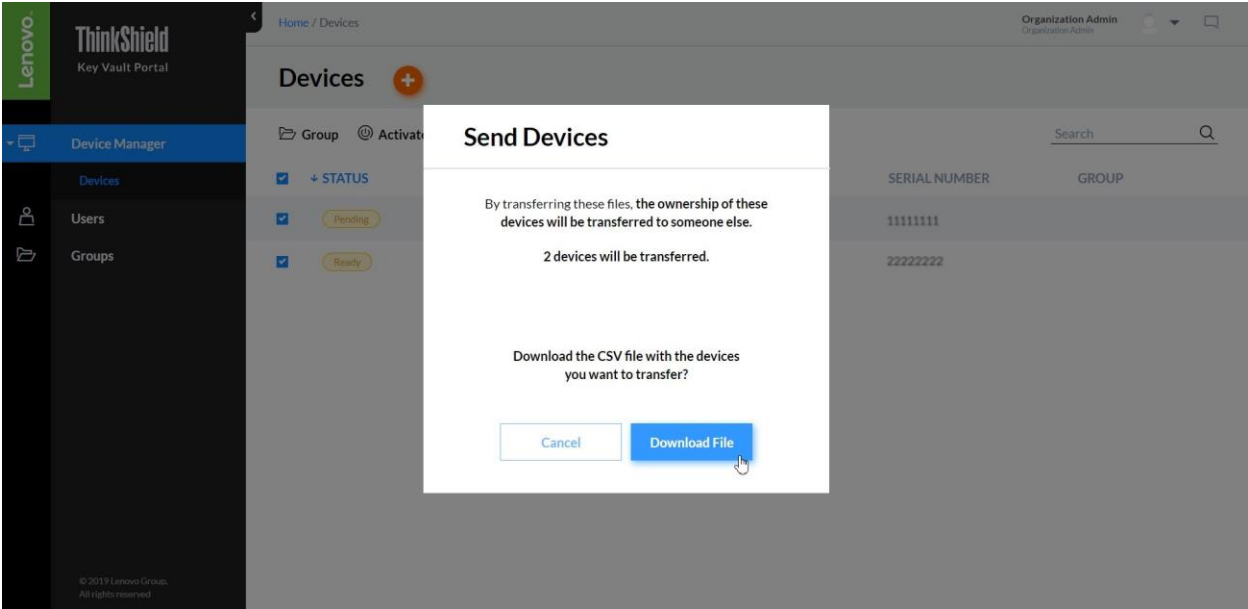 Lenovo.
ThinkShield
Key Vault Portal
Home / Devices
Organization Admin
Organization Admin
Devices
Device Manager
Devices
Users
Groups
Group
Activate
Search
STATUS
SERIAL NUMBER
GROUP
Pending
11111111
Ready
22222222
Send Devices
By transferring these files, the ownership of these
devices will be transferred to someone else.
2 devices will be transferred.
Download the CSV file with the devices
you want to transfer?
Cancel
Download File
© 2019 Lenovo Group.
All rights reserved